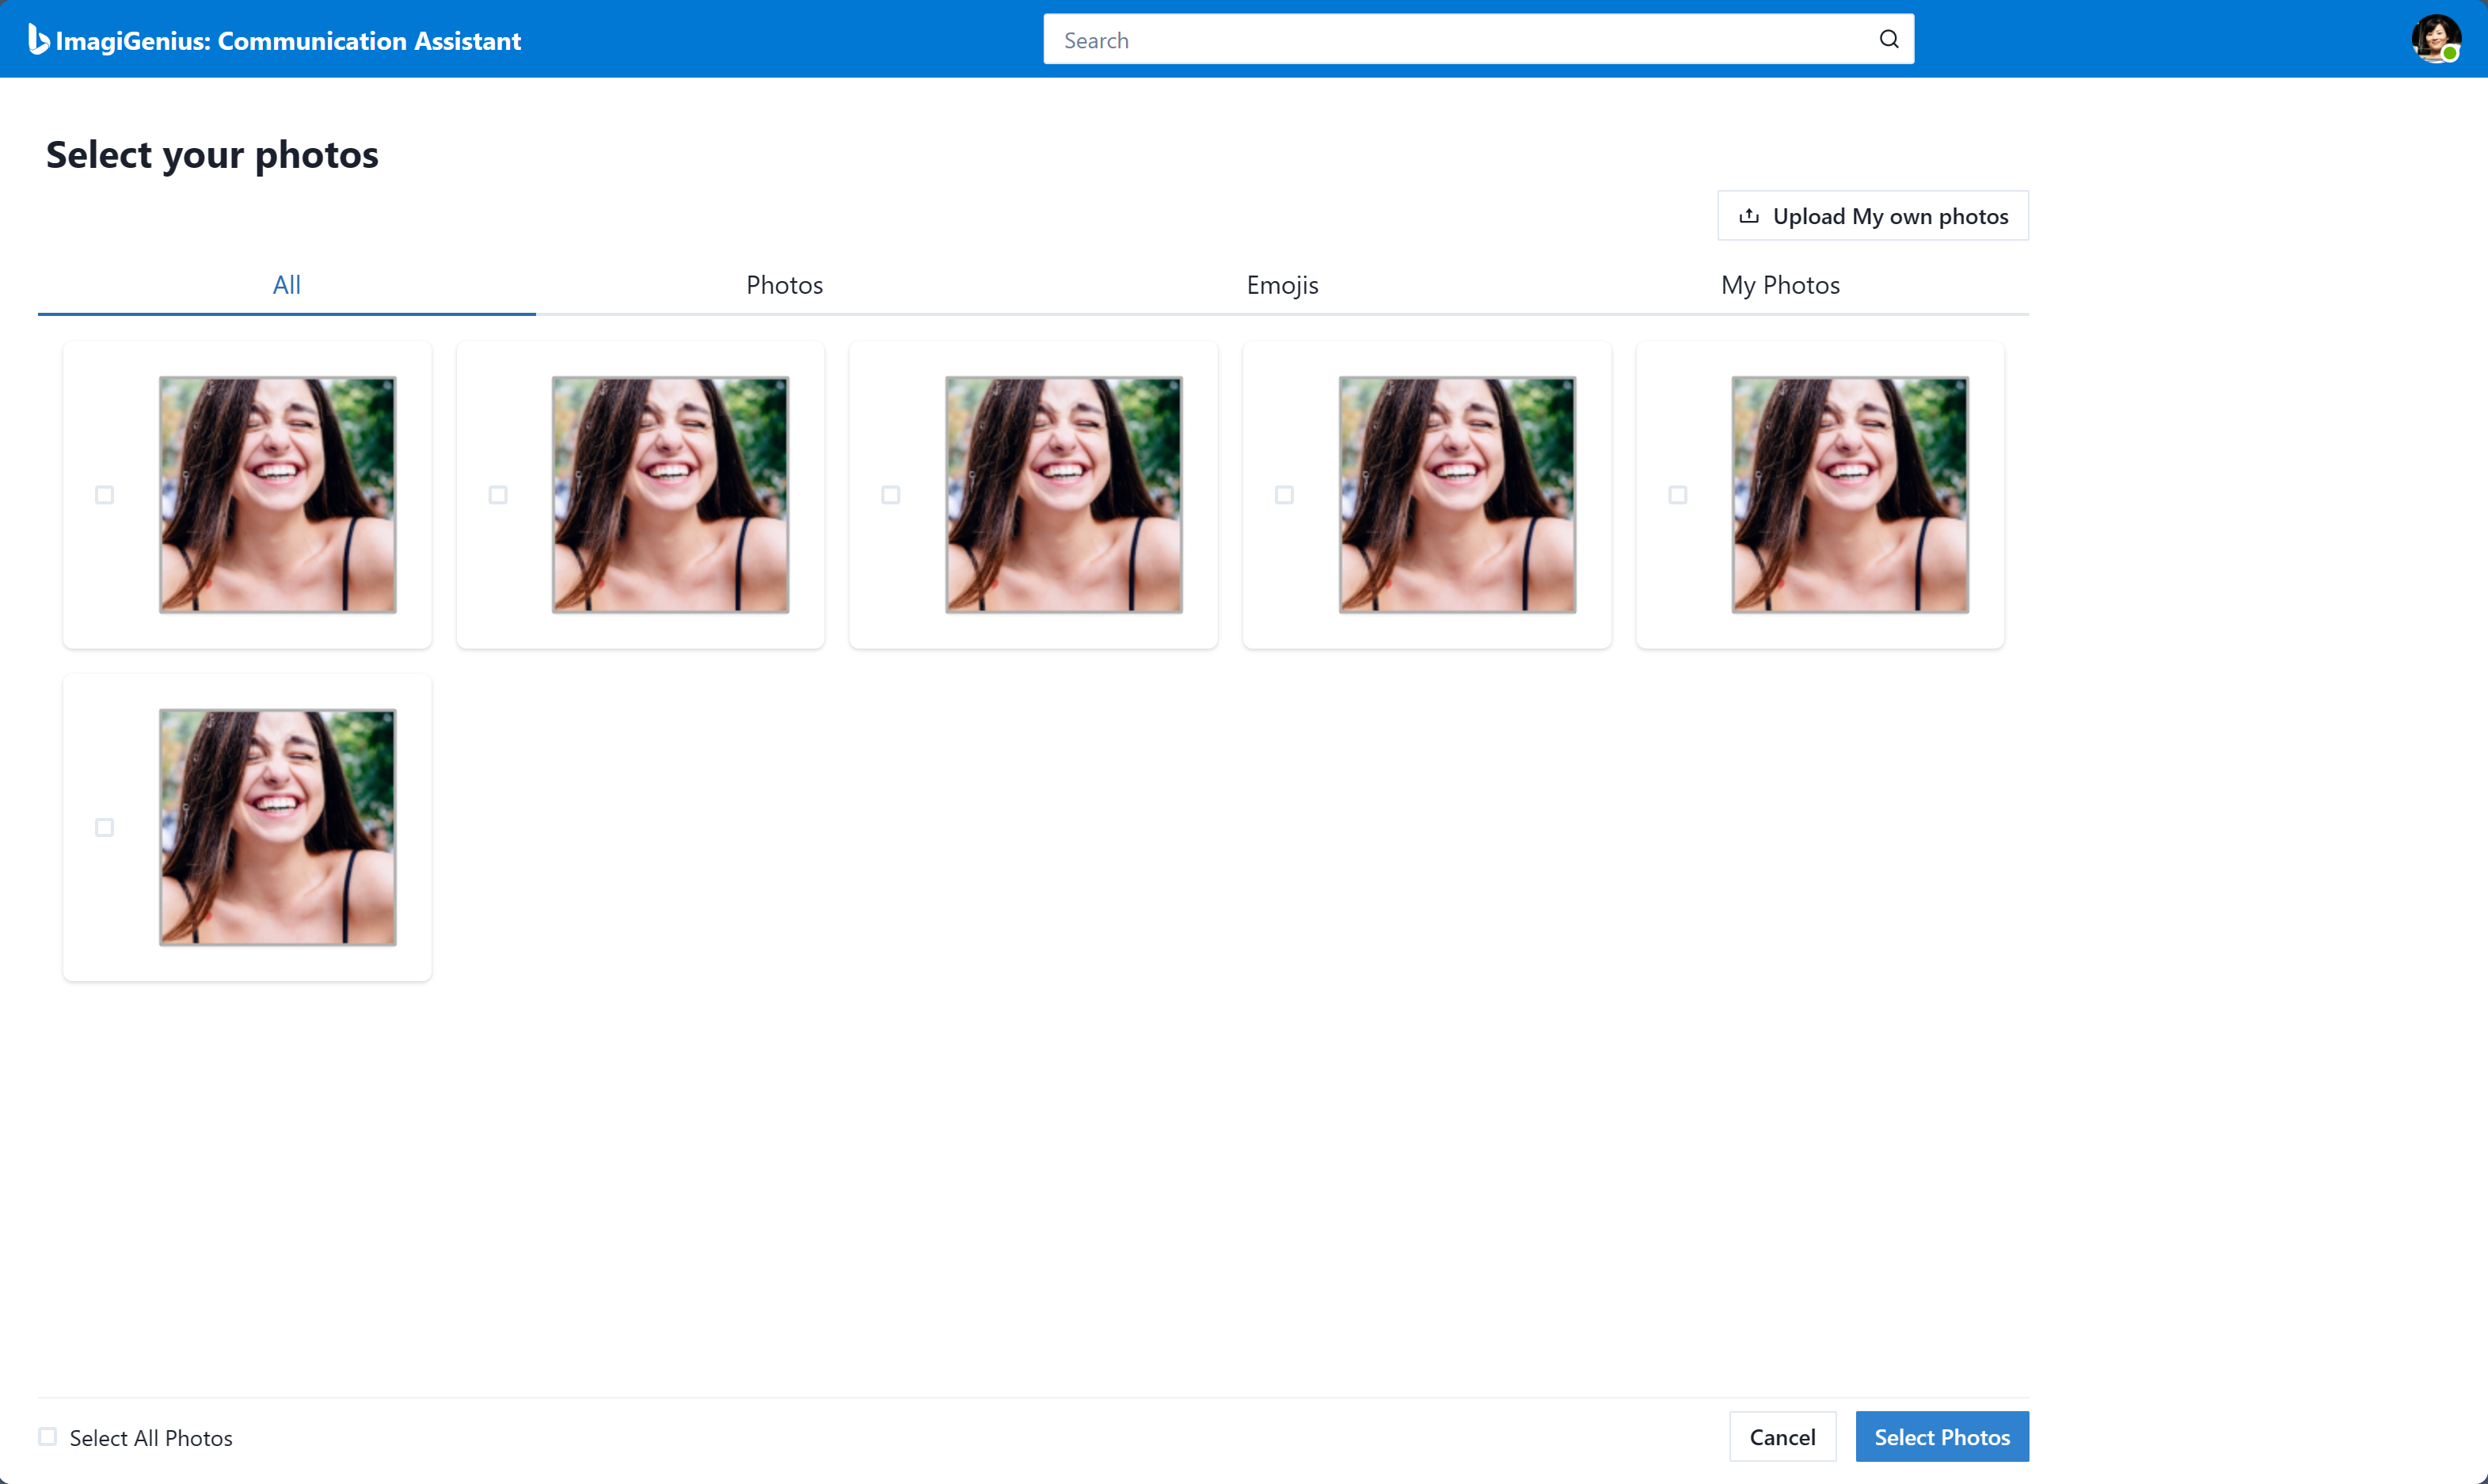 ImagiGenius: Communication Assistant
Search
Select your photos
Upload My own photos
All
Photos
Emojis
My Photos
Select All Photos
Cancel
Select Photos